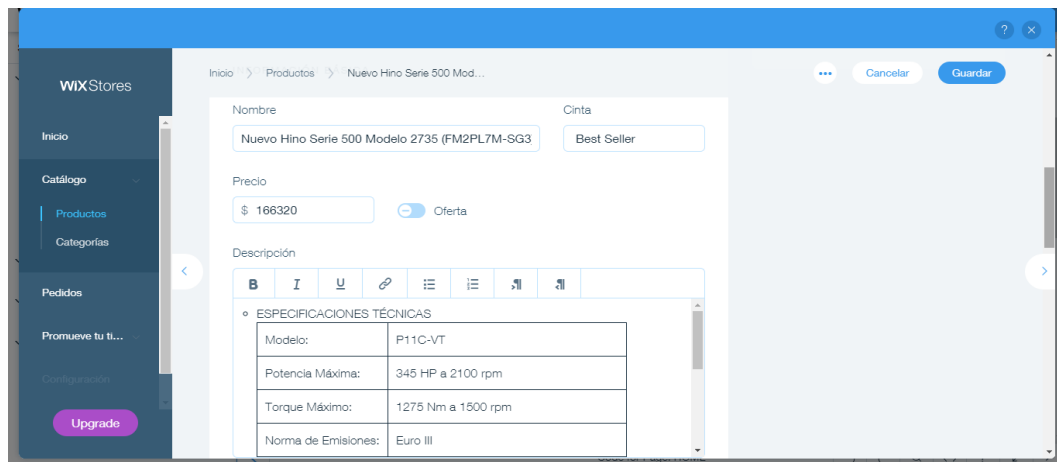 WiXStores
Inicio
Catálogo
Productos
Categorías
Pedidos
Promueve tu ti...
Configuración
Upgrade
Inicio > Productos > Nuevo Hino Serie 500 Mod...
Cancelar
Guardar
Nombre
Cinta
Nuevo Hino Serie 500 Modelo 2735 (FM2PL7M-SG3
Best Seller
Precio
$ 166320
Oferta
Descripción
B I U
ESPECIFICACIONES TÉCNICAS
Modelo: P11C-VT
Potencia Máxima: 345 HP a 2100 rpm
Torque Máximo: 1275 Nm a 1500 rpm
Norma de Emisiones: Euro III